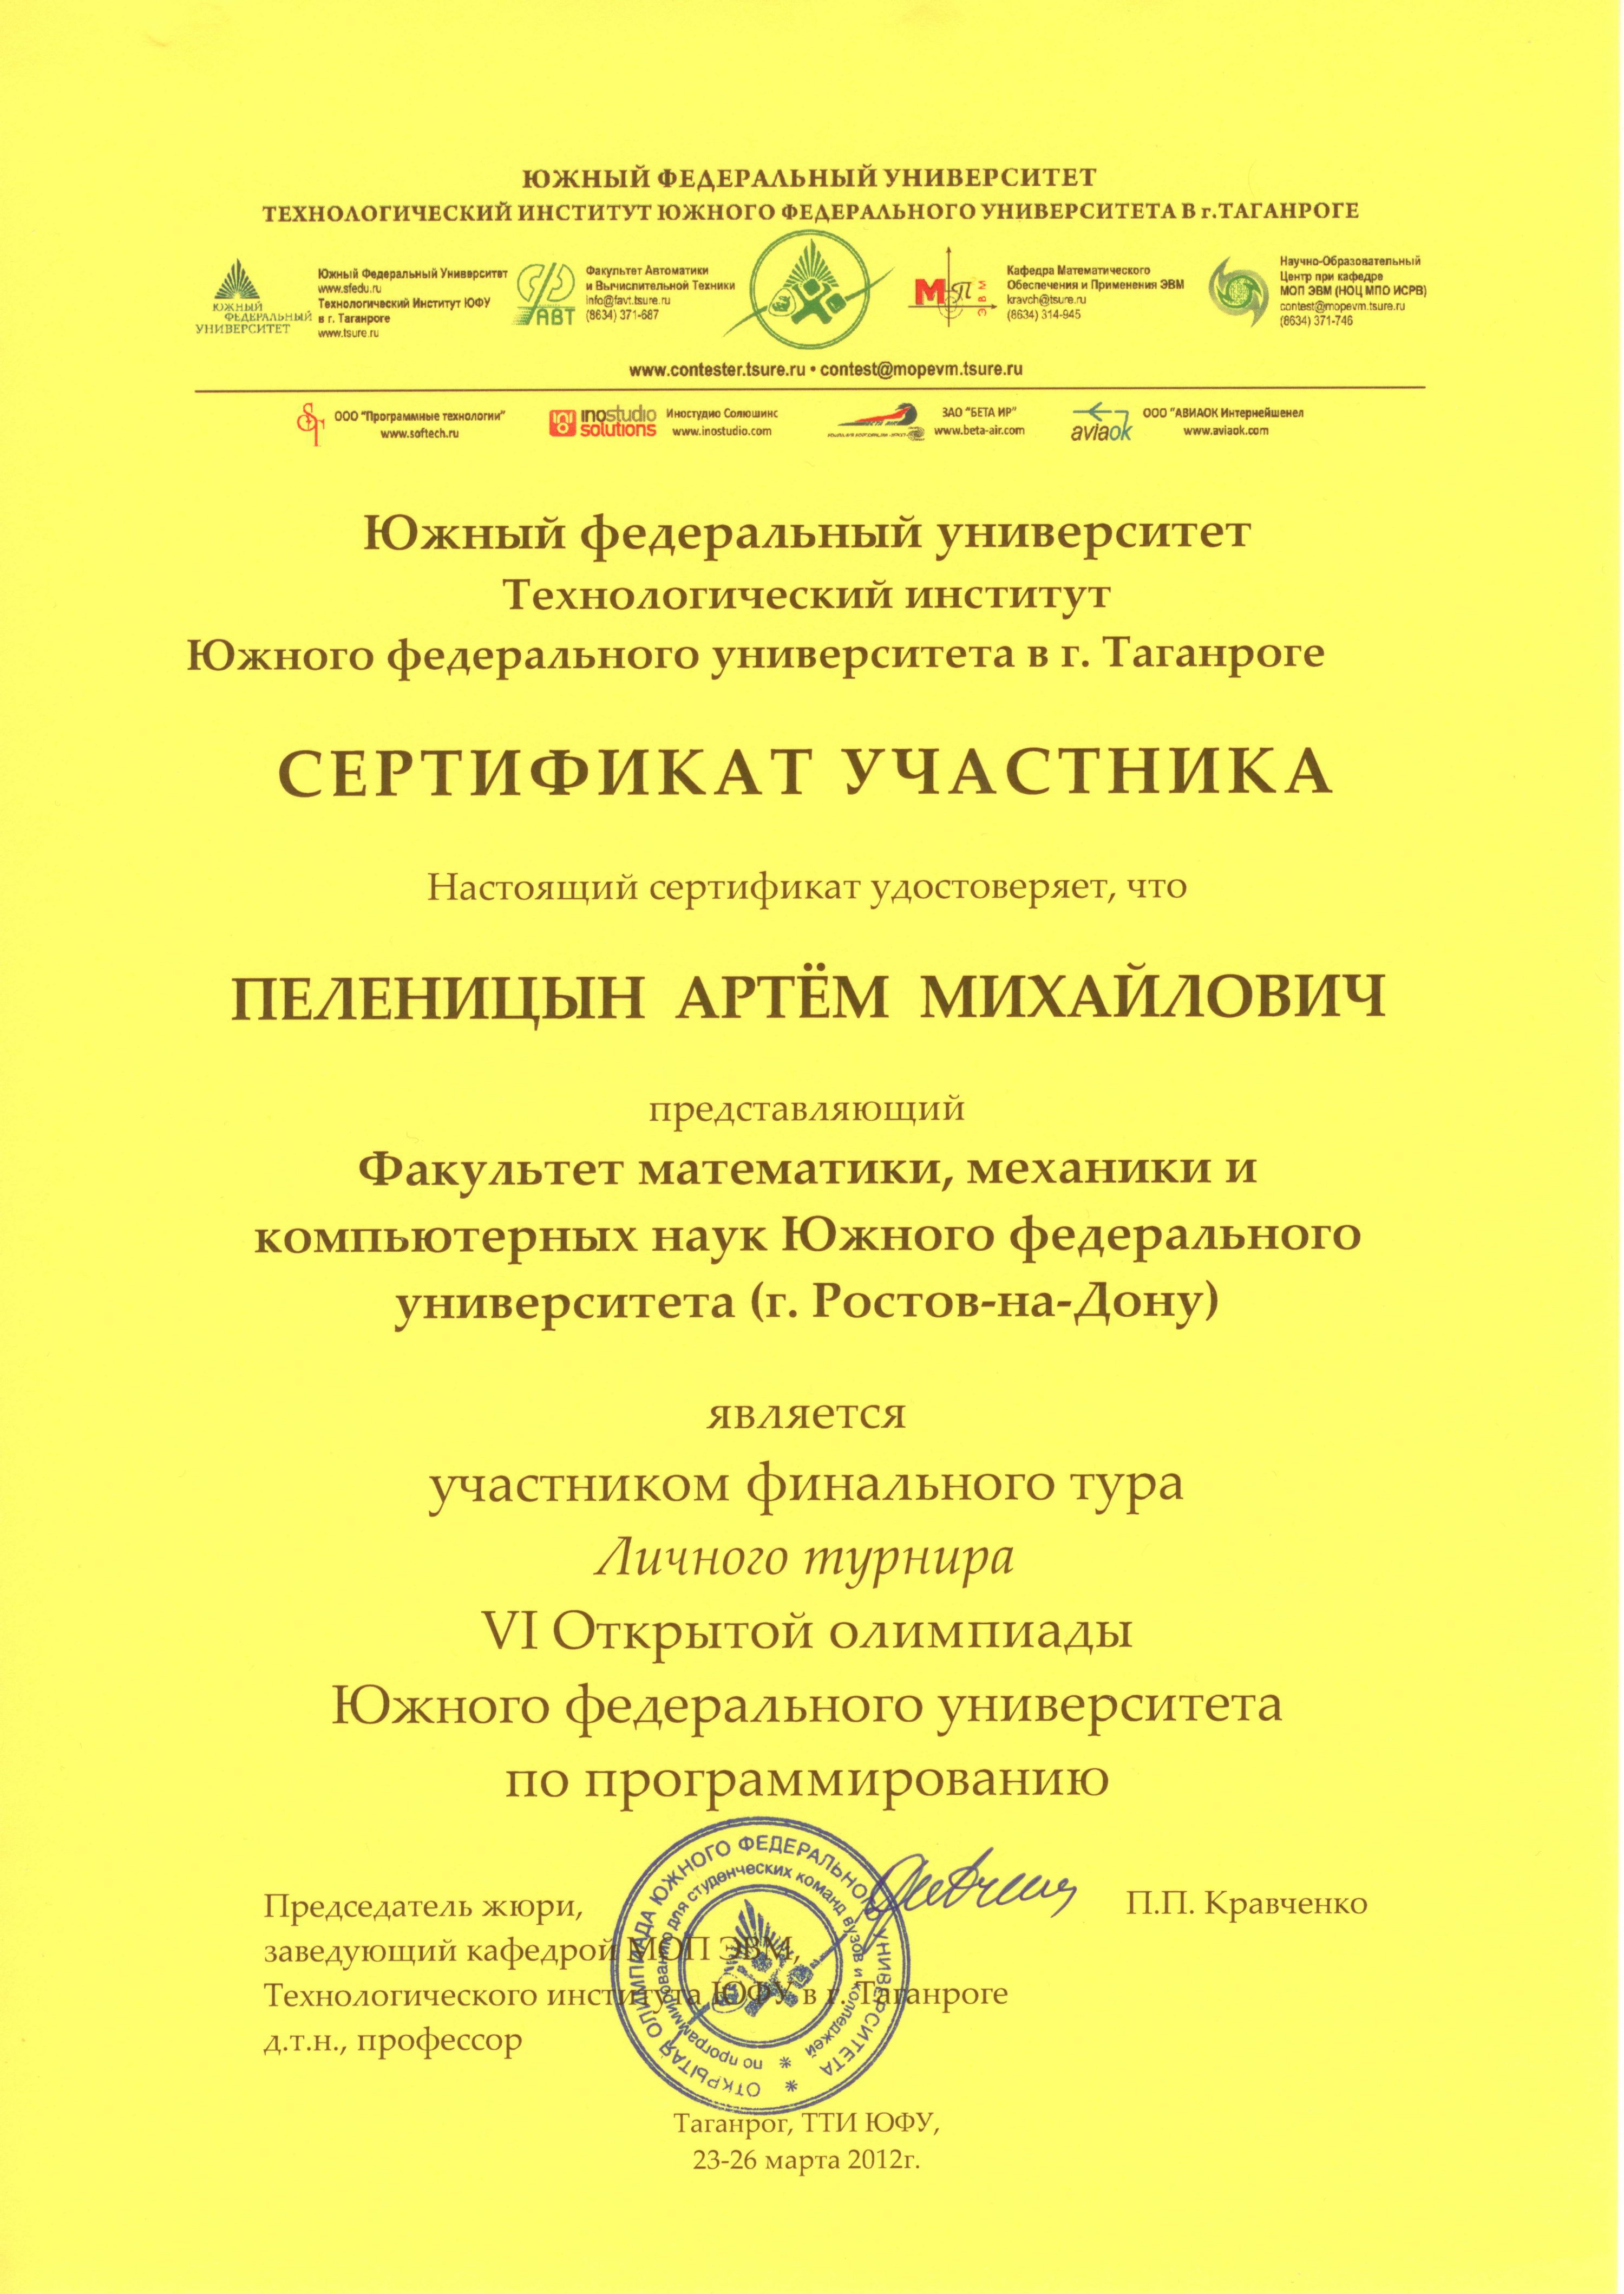 ЮЖНЫЙ ФЕДЕРАЛЬНЫЙ УНИВЕРСИТЕТ
ТЕХНОЛОГИЧЕСКИЙ ИНСТИТУТ ЮЖНОГО ФЕДЕРАЛЬНОГО УНИВЕРСИТЕТА В г.ТАГАНРОГЕ
ЮЖНЫЙ
ФЕДЕРАЛЬНЫЙ
УНИВЕРСИТЕТ
Южный Федеральный Университет
www.sfedu.ru
Технологический Институт ЮФУ
в г. Таганроге
www.tsure.ru
АВТ
Факультет Автоматики
и Вычислительной Техники
info@favt.tsure.ru
(8634) 371-687
М П ЭВМ
Кафедра Математического
Обеспечения и Применения ЭВМ
kravch@tsure.ru
(8634) 314-945
Научно-Образовательный
Центр при кафедре
МОП ЭВМ (НОЦ МПО ИСРВ)
contest@mopevm.tsure.ru
(8634) 371-746
www.contester.tsure.ru • contest@mopevm.tsure.ru
ООО "Программные технологии"
www.softech.ru
inostudio
solutions
Иностудио Солюшинс
www.inostudio.com
BETA AIR
ЗАО "БЕТА ИР"
www.beta-air.com
aviaok
ООО "АВИАОК Интернейшенел
www.aviaok.com
Южный федеральный университет
Технологический институт
Южного федерального университета в г. Таганроге
СЕРТИФИКАТ УЧАСТНИКА
Настоящий сертификат удостоверяет, что
ПЕЛЕНИЦЫН АРТЁМ МИХАЙЛОВИЧ
представляющий
Факультет математики, механики и
компьютерных наук Южного федерального
университета (г. Ростов-на-Дону)
является
участником финального тура
Личного турнира
VI Открытой олимпиады
Южного федерального университета
по программированию
Председатель жюри,
заведующий кафедрой МОП ЭВМ,
Технологического института ЮФУ в г. Таганроге
д.т.н., профессор
П.П. Кравченко
ОТКРЫТАЯ ОЛИМПИАДА ЮЖНОГО ФЕДЕРАЛЬНОГО УНИВЕРСИТЕТА
по программированию для студенческих команд вузов и колледжей
Таганрог, ТТИ ЮФУ,
23-26 марта 2012г.